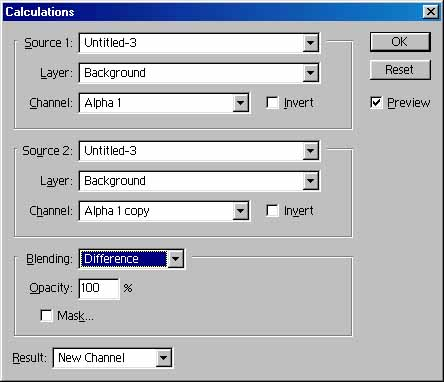 Calculations
Source 1: Untitled-3
OK
Layer: Background
Reset
Channel: Alpha 1
Invert
Preview
Source 2: Untitled-3
Layer: Background
Channel: Alpha 1 copy
Invert
Blending: Difference
Opacity: 100 %
Mask...
Result: New Channel